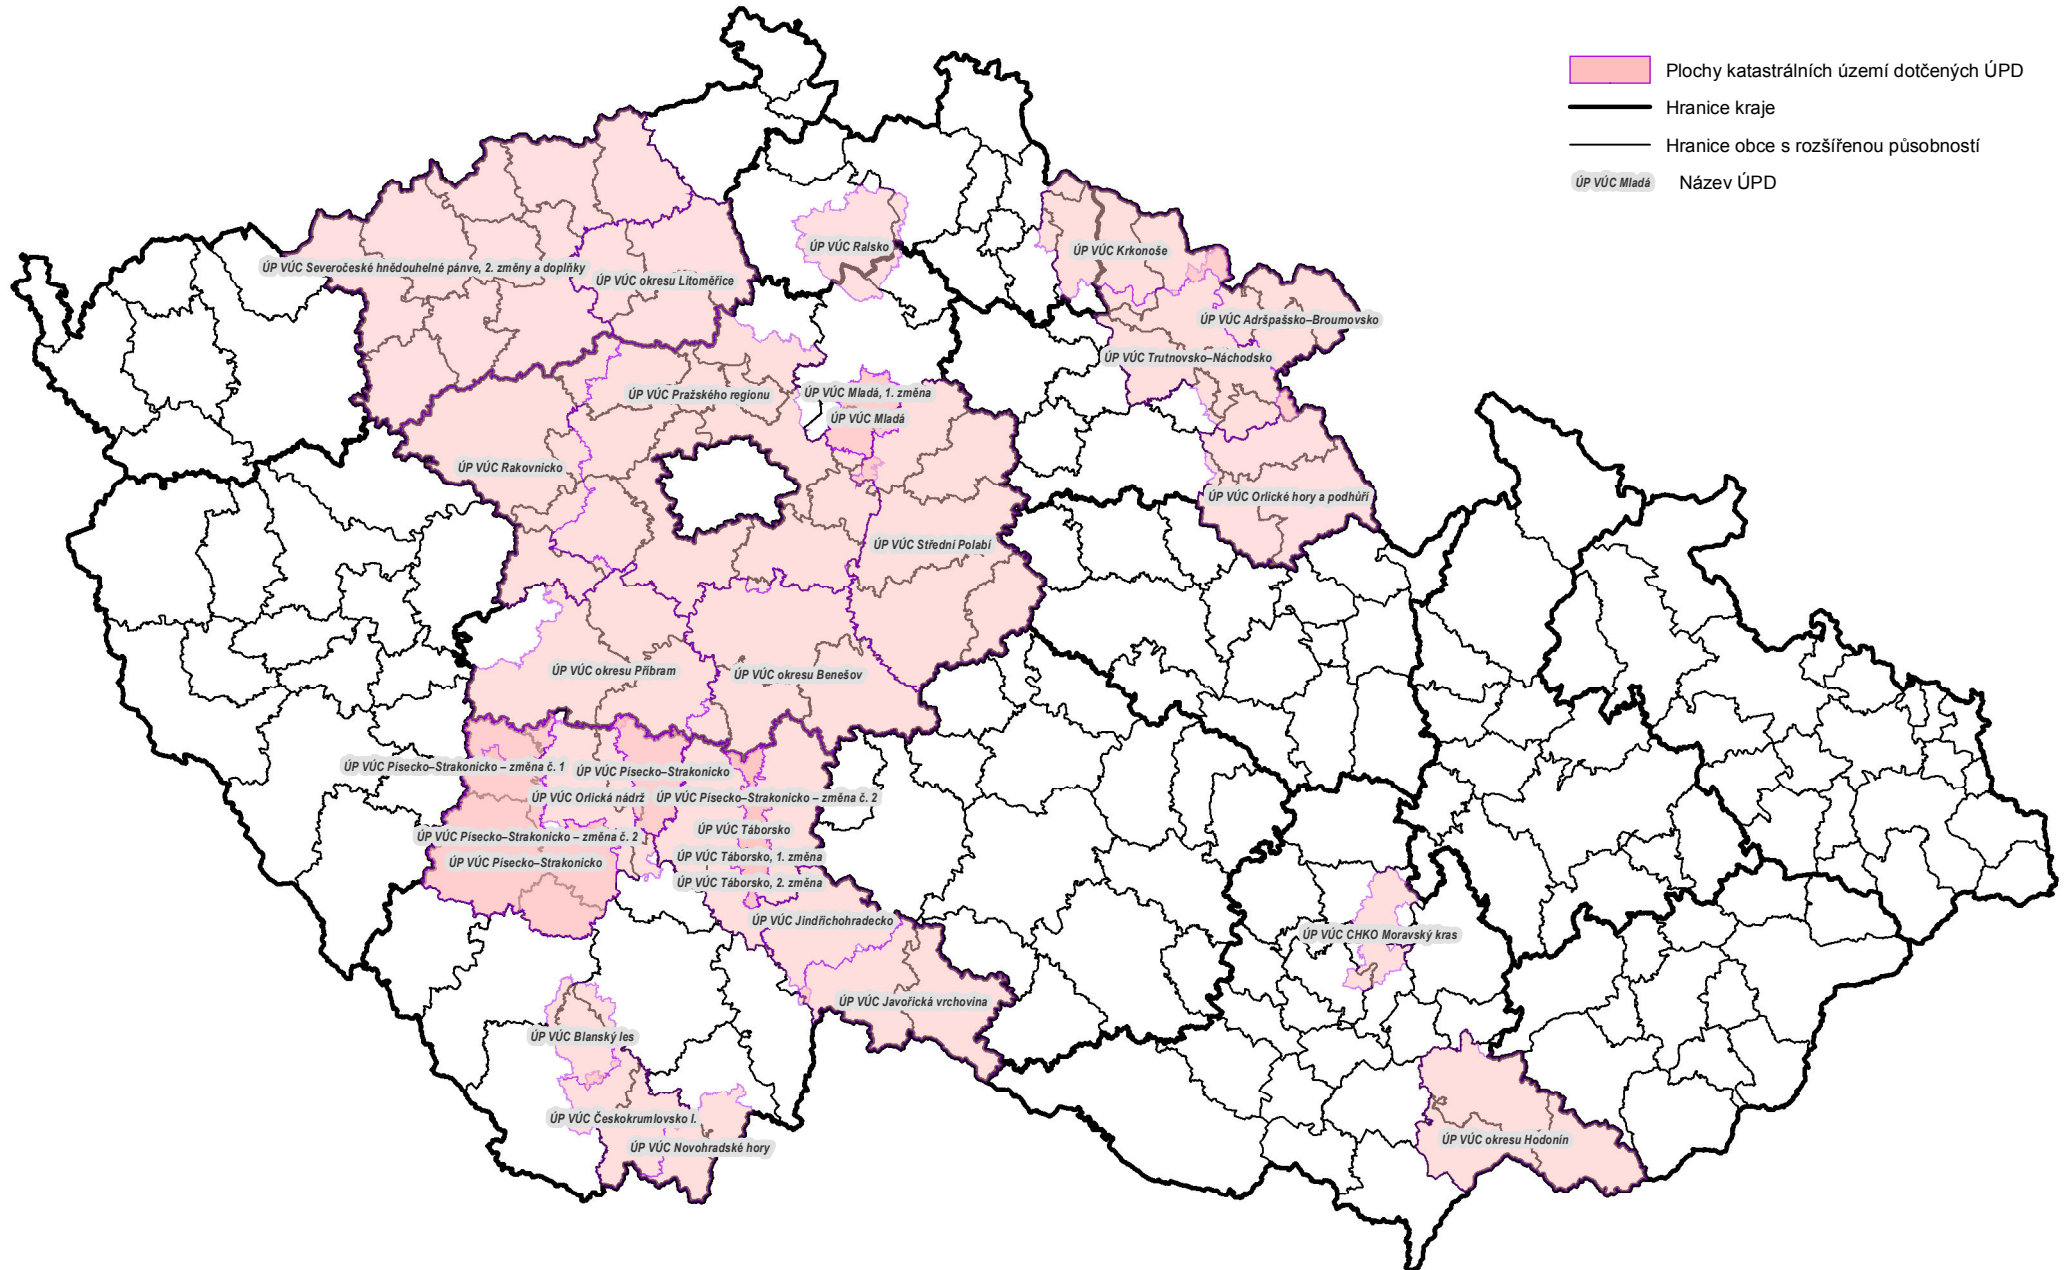 Plochy katastrálních území dotčených ÚPD
Hranice kraje
Hranice obce s rozšířenou působností
ÚP VÚC Mladá
Název ÚPD
ÚP VÚC Ralsko
ÚP VÚC Krkonoše
ÚP VÚC Severočeské hnědouhelné pánve, 2. změny a doplňky
ÚP VÚC okresu Litoměřice
ÚP VÚC Adršpašsko–Broumovsko
ÚP VÚC Trutnovsko–Náchodsko
ÚP VÚC Pražského regionu
ÚP VÚC Mladá, 1. změna
ÚP VÚC Mladá
ÚP VÚC Rakovnicko
ÚP VÚC Orlické hory a podhůří
ÚP VÚC Střední Polabí
ÚP VÚC okresu Příbram
ÚP VÚC okresu Benešov
ÚP VÚC Písecko–Strakonicko – změna č. 1
ÚP VÚC Písecko–Strakonicko
ÚP VÚC Orlická nádrž
ÚP VÚC Písecko–Strakonicko – změna č. 2
ÚP VÚC Táborsko
ÚP VÚC Písecko–Strakonicko – změna č. 2
ÚP VÚC Táborsko, 1. změna
ÚP VÚC Písecko–Strakonicko
ÚP VÚC Táborsko, 2. změna
ÚP VÚC Jindřichohradecko
ÚP VÚC CHKO Moravský kras
ÚP VÚC Javořická vrchovina
ÚP VÚC Blanský les
ÚP VÚC Českokrumlovsko I.
ÚP VÚC Novohradské hory
ÚP VÚC okresu Hodonín